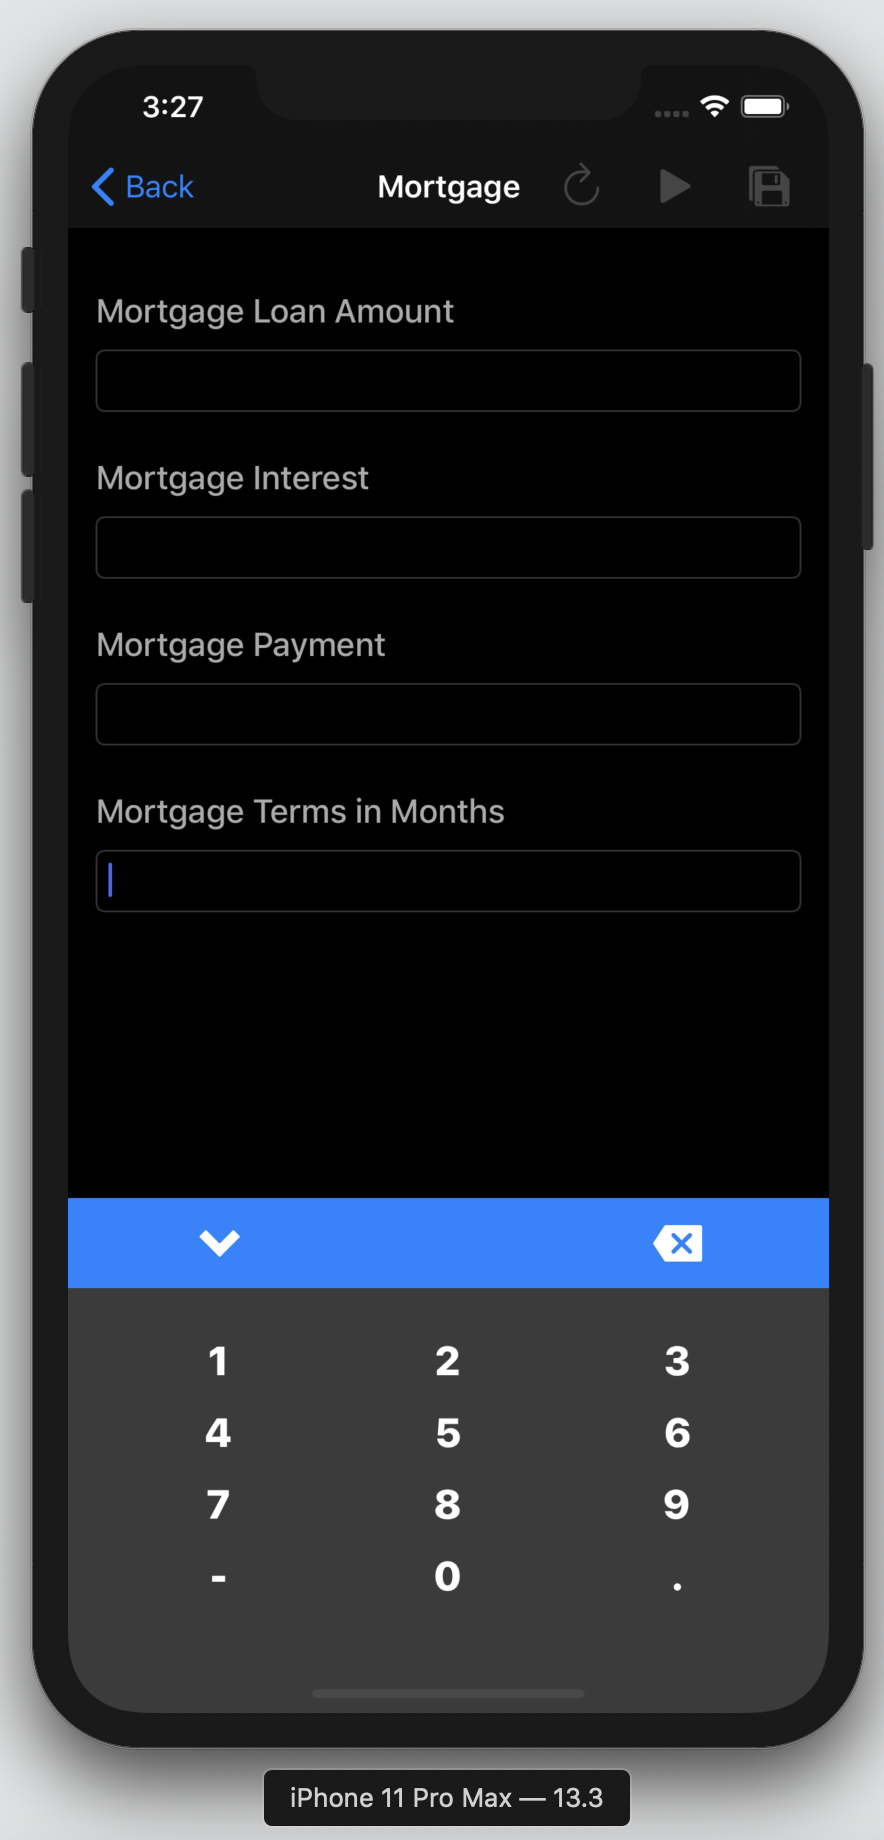 3:27
Back Mortgage
Mortgage Loan Amount
Mortgage Interest
Mortgage Payment
Mortgage Terms in Months
1 2 3
4 5 6
7 8 9
- 0 .
iPhone 11 Pro Max — 13.3